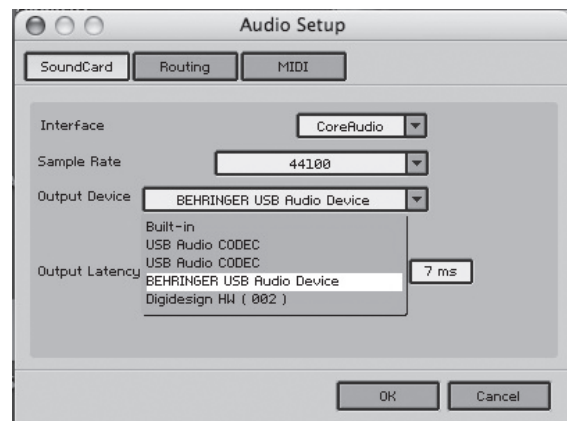 Audio Setup
SoundCard Routing MIDI
Interface CoreAudio
Sample Rate 44100
Output Device BEHRINGER USB Audio Device
Built-in
USB Audio CODEC
USB Audio CODEC
Output Latency 7 ms
BEHRINGER USB Audio Device
Digidesign HW ( 002 )
OK Cancel